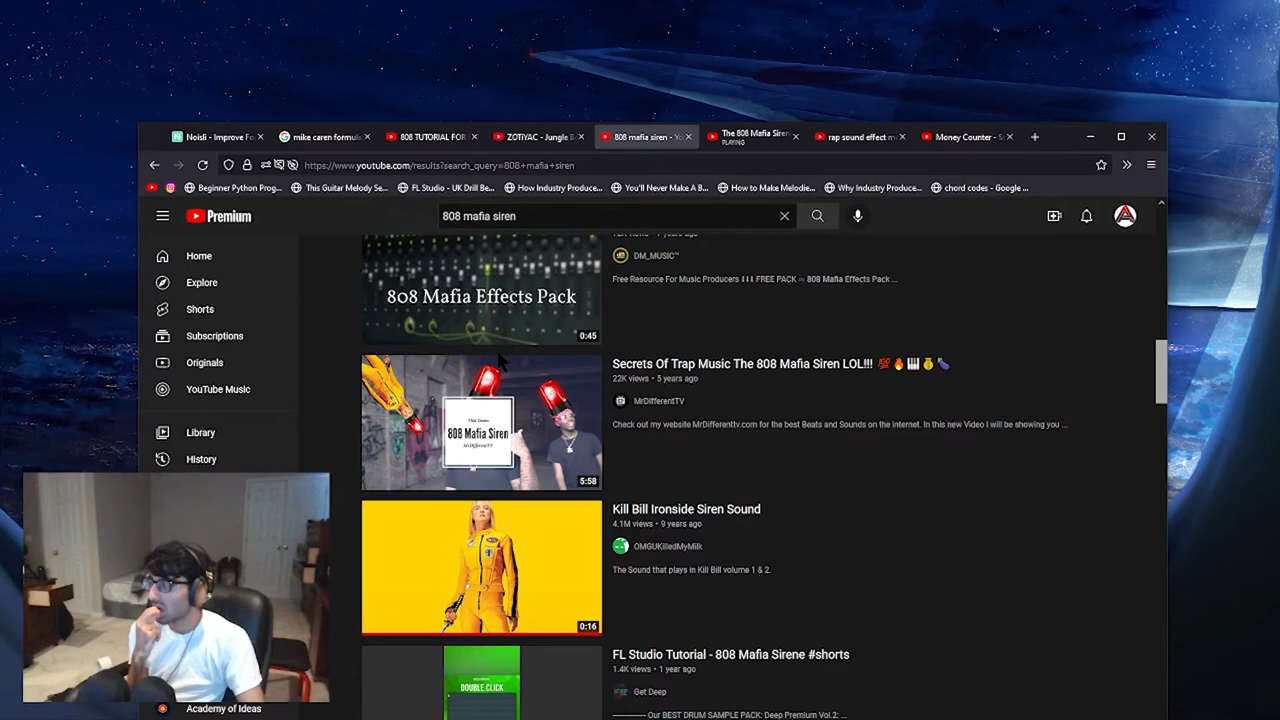 Noisli - Improve Fo
mike caren formula
808 TUTORIAL FOR
ZOTiYAC - Jungle B
808 mafia siren - Yo
The 808 Mafia Siren
PLAYING
rap sound effect m
Money Counter - S
https://www.youtube.com/results?search_query=808+mafia+siren
Beginner Python Prog...
This Guitar Melody Se...
FL Studio - UK Drill Be...
How Industry Produce...
You'll Never Make A B...
How to Make Melodie...
Why Industry Produce...
chord codes - Google ...
Premium
808 mafia siren
Home
Explore
Shorts
Subscriptions
Originals
YouTube Music
Library
History
Academy of Ideas
808 Mafia Effects Pack
0:45
DM_MUSIC™
Free Resource For Music Producers ⬇⬇⬇ FREE PACK ⇨ 808 Mafia Effects Pack ...
808 Mafia Siren
MrDifferentTV
5:58
Secrets Of Trap Music The 808 Mafia Siren LOL!!! 💯🔥🎹💰🍆
22K views • 5 years ago
MrDifferentTV
Check out my website MrDifferenttv.com for the best Beats and Sounds on the internet. In this new Video I will be showing you ...
0:16
Kill Bill Ironside Siren Sound
4.1M views • 9 years ago
OMGUKilledMyMilk
The Sound that plays in Kill Bill volume 1 & 2.
DOUBLE CLICK
FL Studio Tutorial - 808 Mafia Sirene #shorts
1.4K views • 1 year ago
Get Deep
Our BEST DRUM SAMPLE PACK: Deep Premium Vol.2: ...